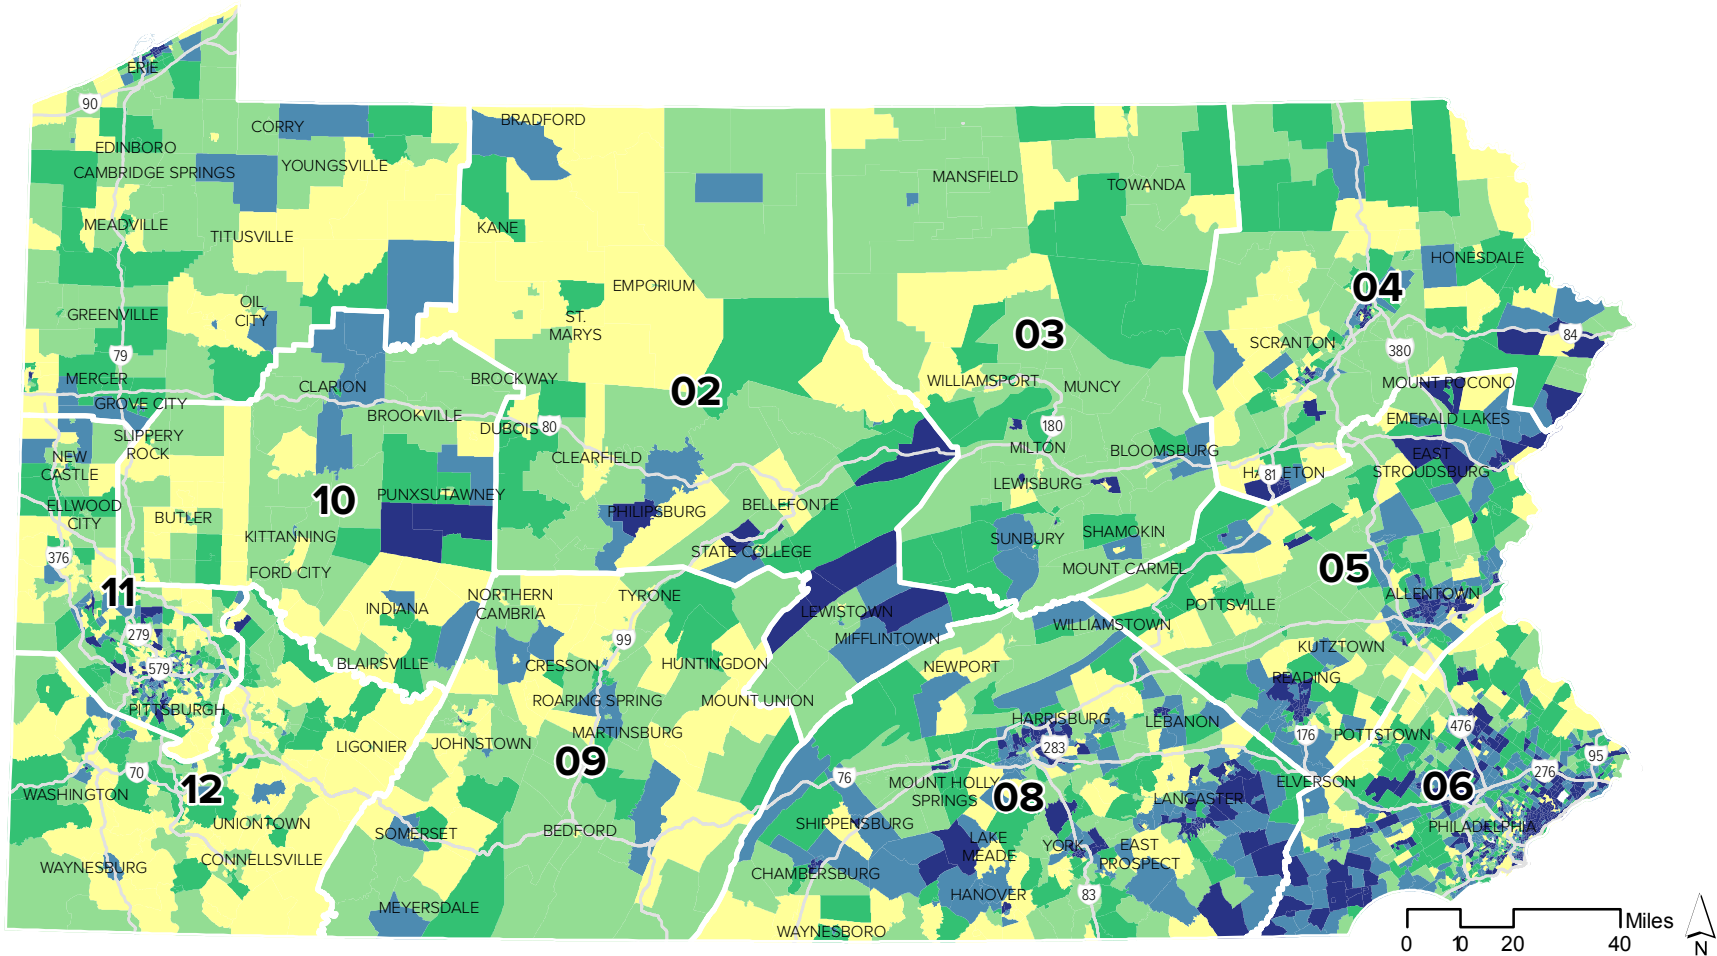 ERIE
90
CORRY
BRADFORD
EDINBORO
CAMBRIDGE SPRINGS
YOUNGSVILLE
MANSFIELD
TOWANDA
MEADVILLE
TITUSVILLE
KANE
HONESDALE
EMPORIUM
04
OIL
CITY
GREENVILLE
ST.
MARYS
03
84
79
SCRANTON
380
MERCER
CLARION
BROCKWAY
02
WILLIAMSPORT
MUNCY
MOUNT POCONO
GROVE CITY
BROOKVILLE
DUBOIS
80
180
EMERALD LAKES
SLIPPERY
ROCK
NEW
CASTLE
CLEARFIELD
MILTON
BLOOMSBURG
EAST
STROUDSBURG
81
LEWISBURG
10
PUNXSUTAWNEY
ELLWOOD
CITY
BUTLER
PHILIPSBURG
BELLEFONTE
KITTANNING
STATE COLLEGE
SUNBURY
SHAMOKIN
376
FORD CITY
MOUNT CARMEL
05
11
INDIANA
NORTHERN
CAMBRIA
TYRONE
LEWISTOWN
POTTSVILLE
ALLENTOWN
279
99
MIFFLINTOWN
WILLIAMSTOWN
KUTZTOWN
579
BLAIRSVILLE
CRESSON
HUNTINGDON
NEWPORT
READING
PITTSBURGH
ROARING SPRING
MOUNT UNION
HARRISBURG
LEBANON
476
LIGONIER
JOHNSTOWN
MARTINSBURG
283
176
POTTSTOWN
95
09
70
76
276
WASHINGTON
12
MOUNT HOLLY
SPRINGS
08
LANCASTER
ELVERSON
06
UNIONTOWN
SOMERSET
BEDFORD
SHIPPENSBURG
PHILADELPHIA
WAYNESBURG
CONNELLSVILLE
LAKE
MEADE
YORK
EAST
PROSPECT
CHAMBERSBURG
HANOVER
83
MEYERSDALE
WAYNESBORO
Miles
0
10
20
40
N